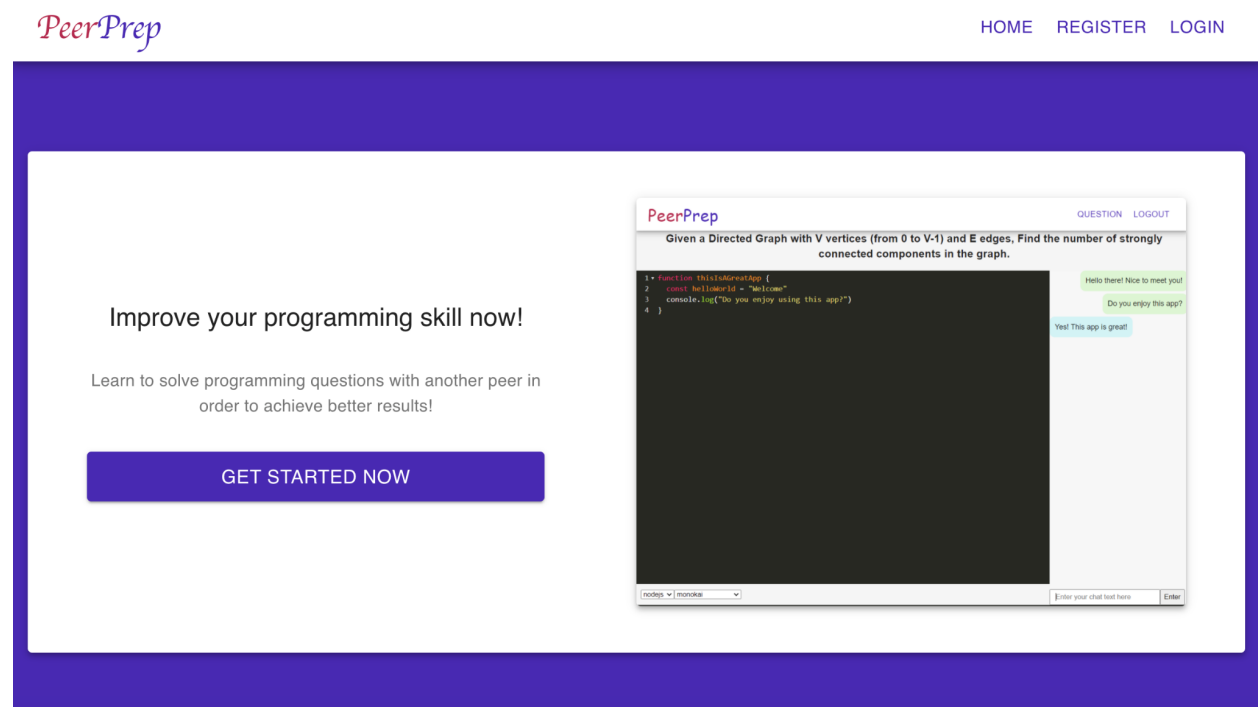 PeerPrep
HOME REGISTER LOGIN
Improve your programming skill now!
Learn to solve programming questions with another peer in
order to achieve better results!
GET STARTED NOW
PeerPrep
QUESTION LOGOUT
Given a Directed Graph with V vertices (from 0 to V-1) and E edges, Find the number of strongly
connected components in the graph.
1 function thisIsAGreatApp {
2 const helloWorld = "Welcome"
3 console.log("Do you enjoy using this app?")
4 }
Hello there! Nice to meet you!
Do you enjoy this app?
Yes! This app is great!
nodejs monokai
Enter your chat text here Enter